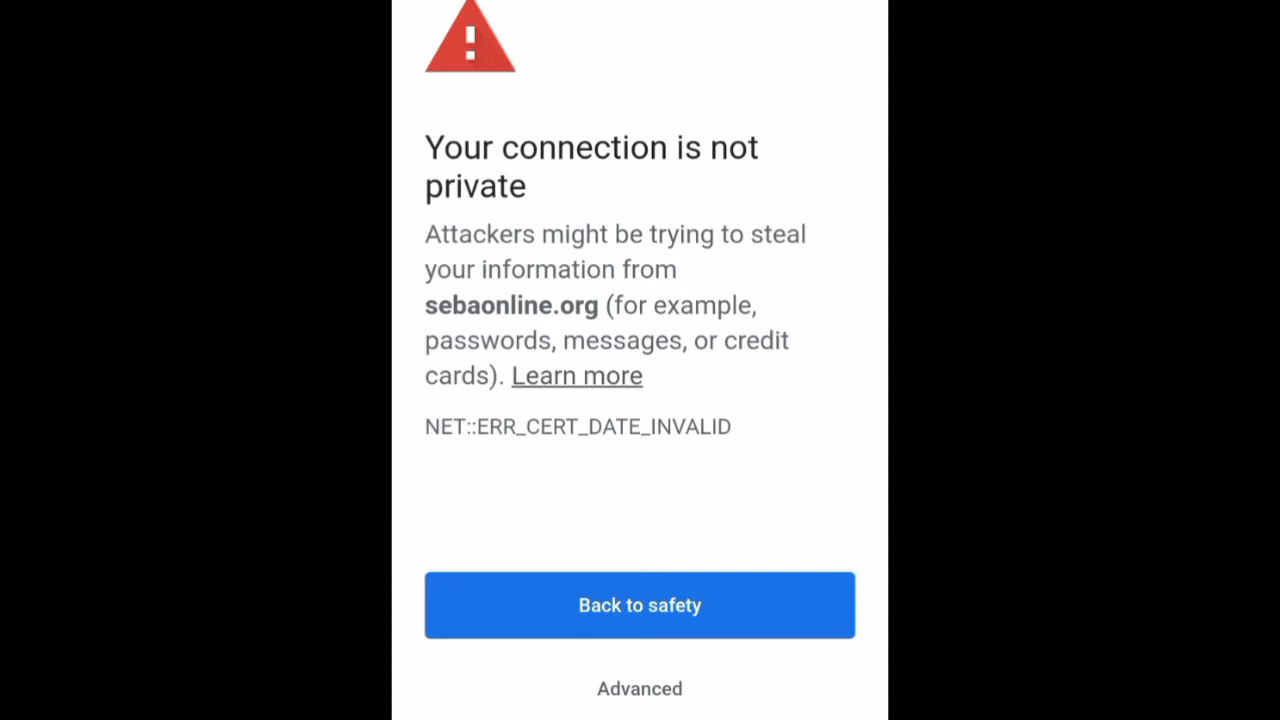 Your connection is not
private
Attackers might be trying to steal
your information from
sebaonline.org (for example,
passwords, messages, or credit
cards). Learn more
NET::ERR_CERT_DATE_INVALID
Back to safety
Advanced